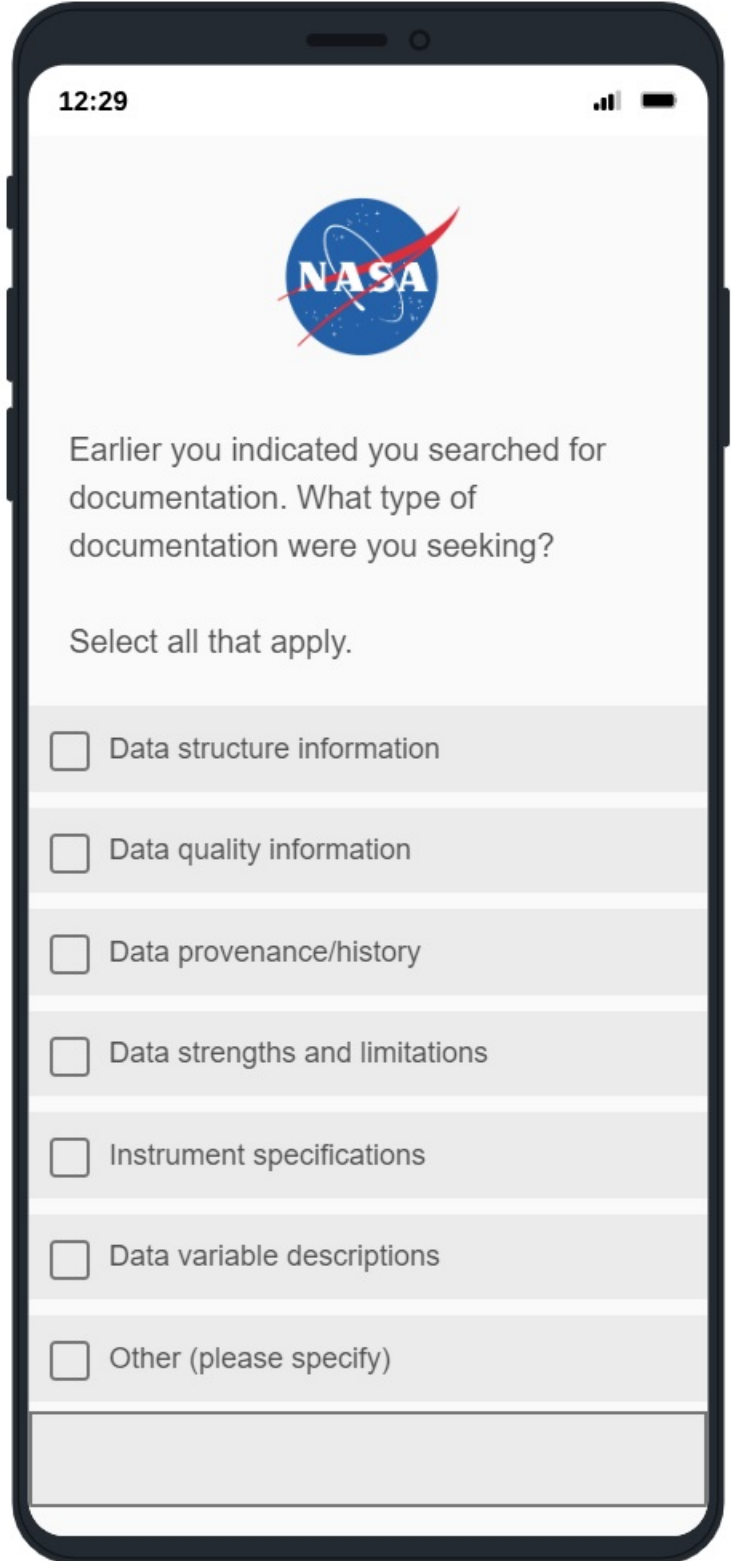 12:29
NASA
Earlier you indicated you searched for
documentation. What type of
documentation were you seeking?
Select all that apply.
Data structure information
Data quality information
Data provenance/history
Data strengths and limitations
Instrument specifications
Data variable descriptions
Other (please specify)